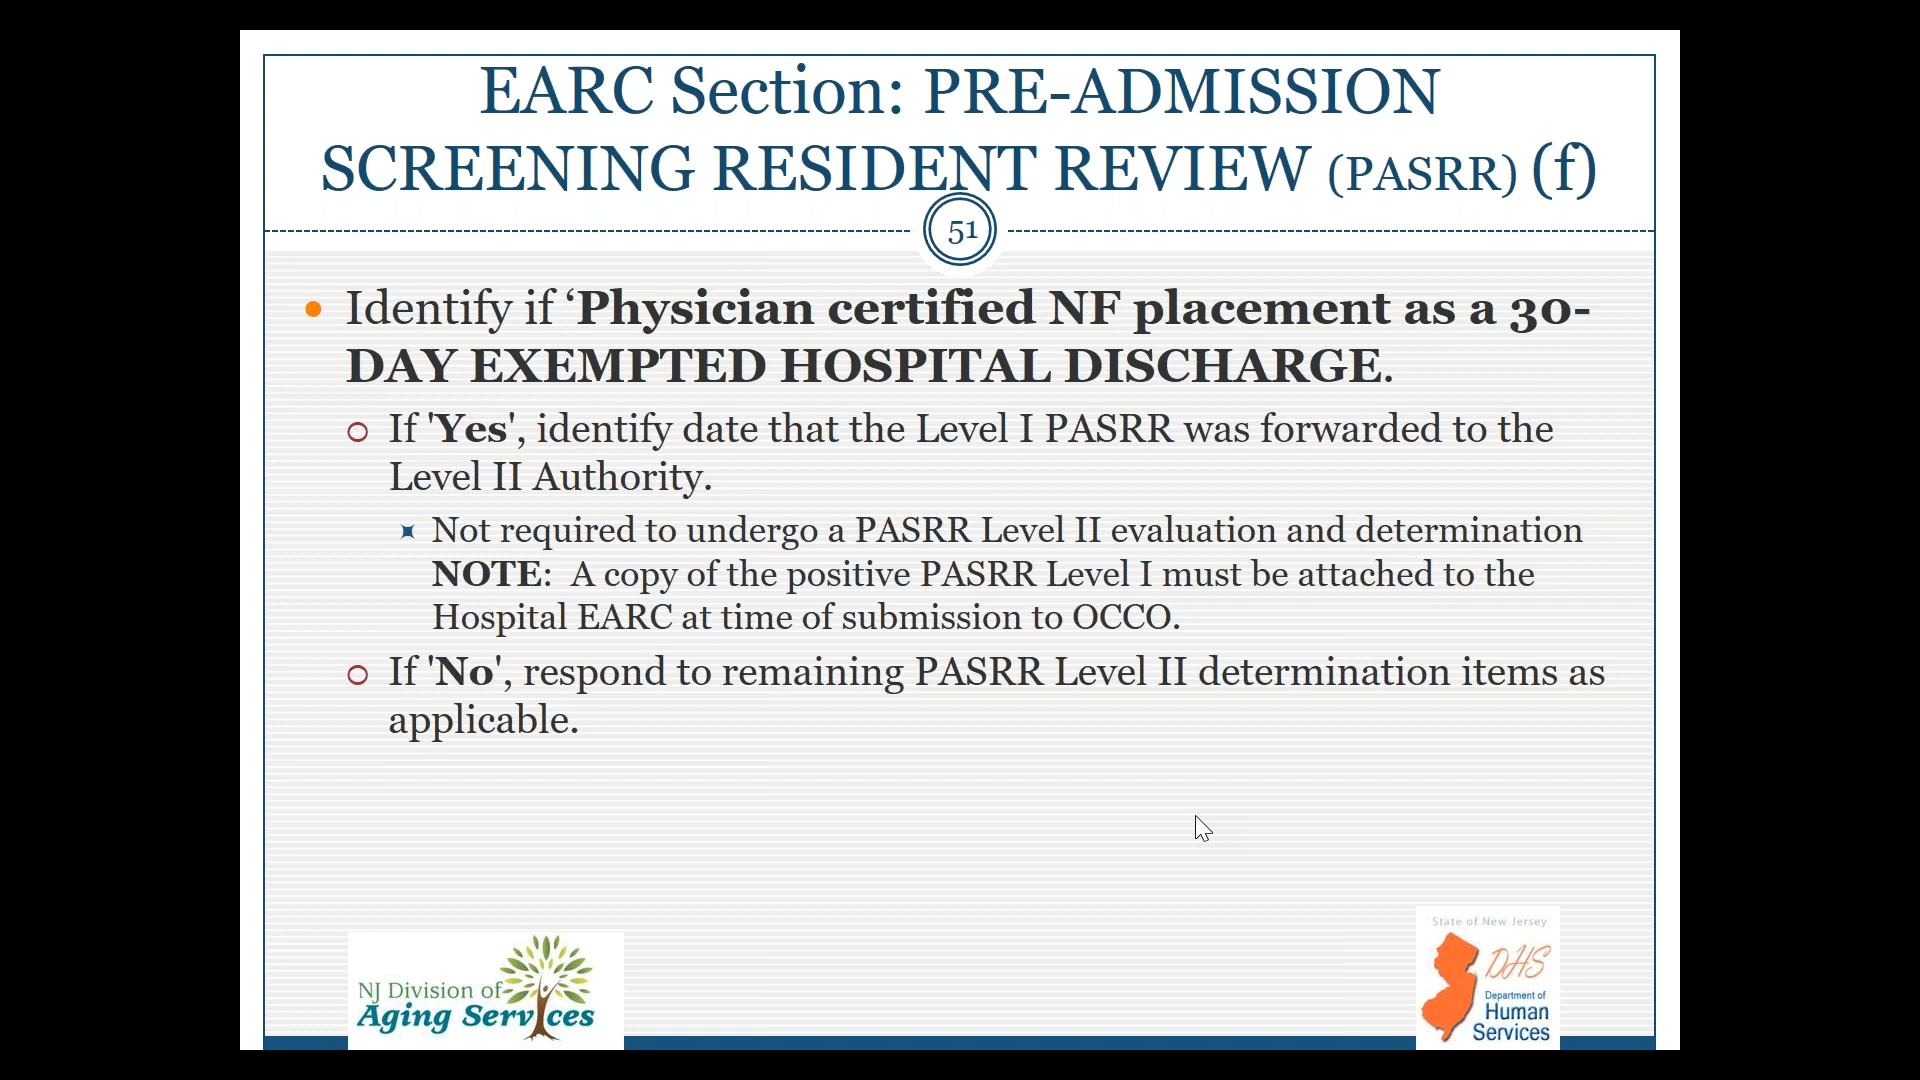 EARC Section: PRE-ADMISSION
SCREENING RESIDENT REVIEW (PASRR) (f)
51
Identify if ‘Physician certified NF placement as a 30-
DAY EXEMPTED HOSPITAL DISCHARGE.
If 'Yes', identify date that the Level I PASRR was forwarded to the
Level II Authority.
Not required to undergo a PASRR Level II evaluation and determination
NOTE:  A copy of the positive PASRR Level I must be attached to the
Hospital EARC at time of submission to OCCO.
If 'No', respond to remaining PASRR Level II determination items as
applicable.
NJ Division of
Aging Services
State of New Jersey
DHS
Department of
Human
Services